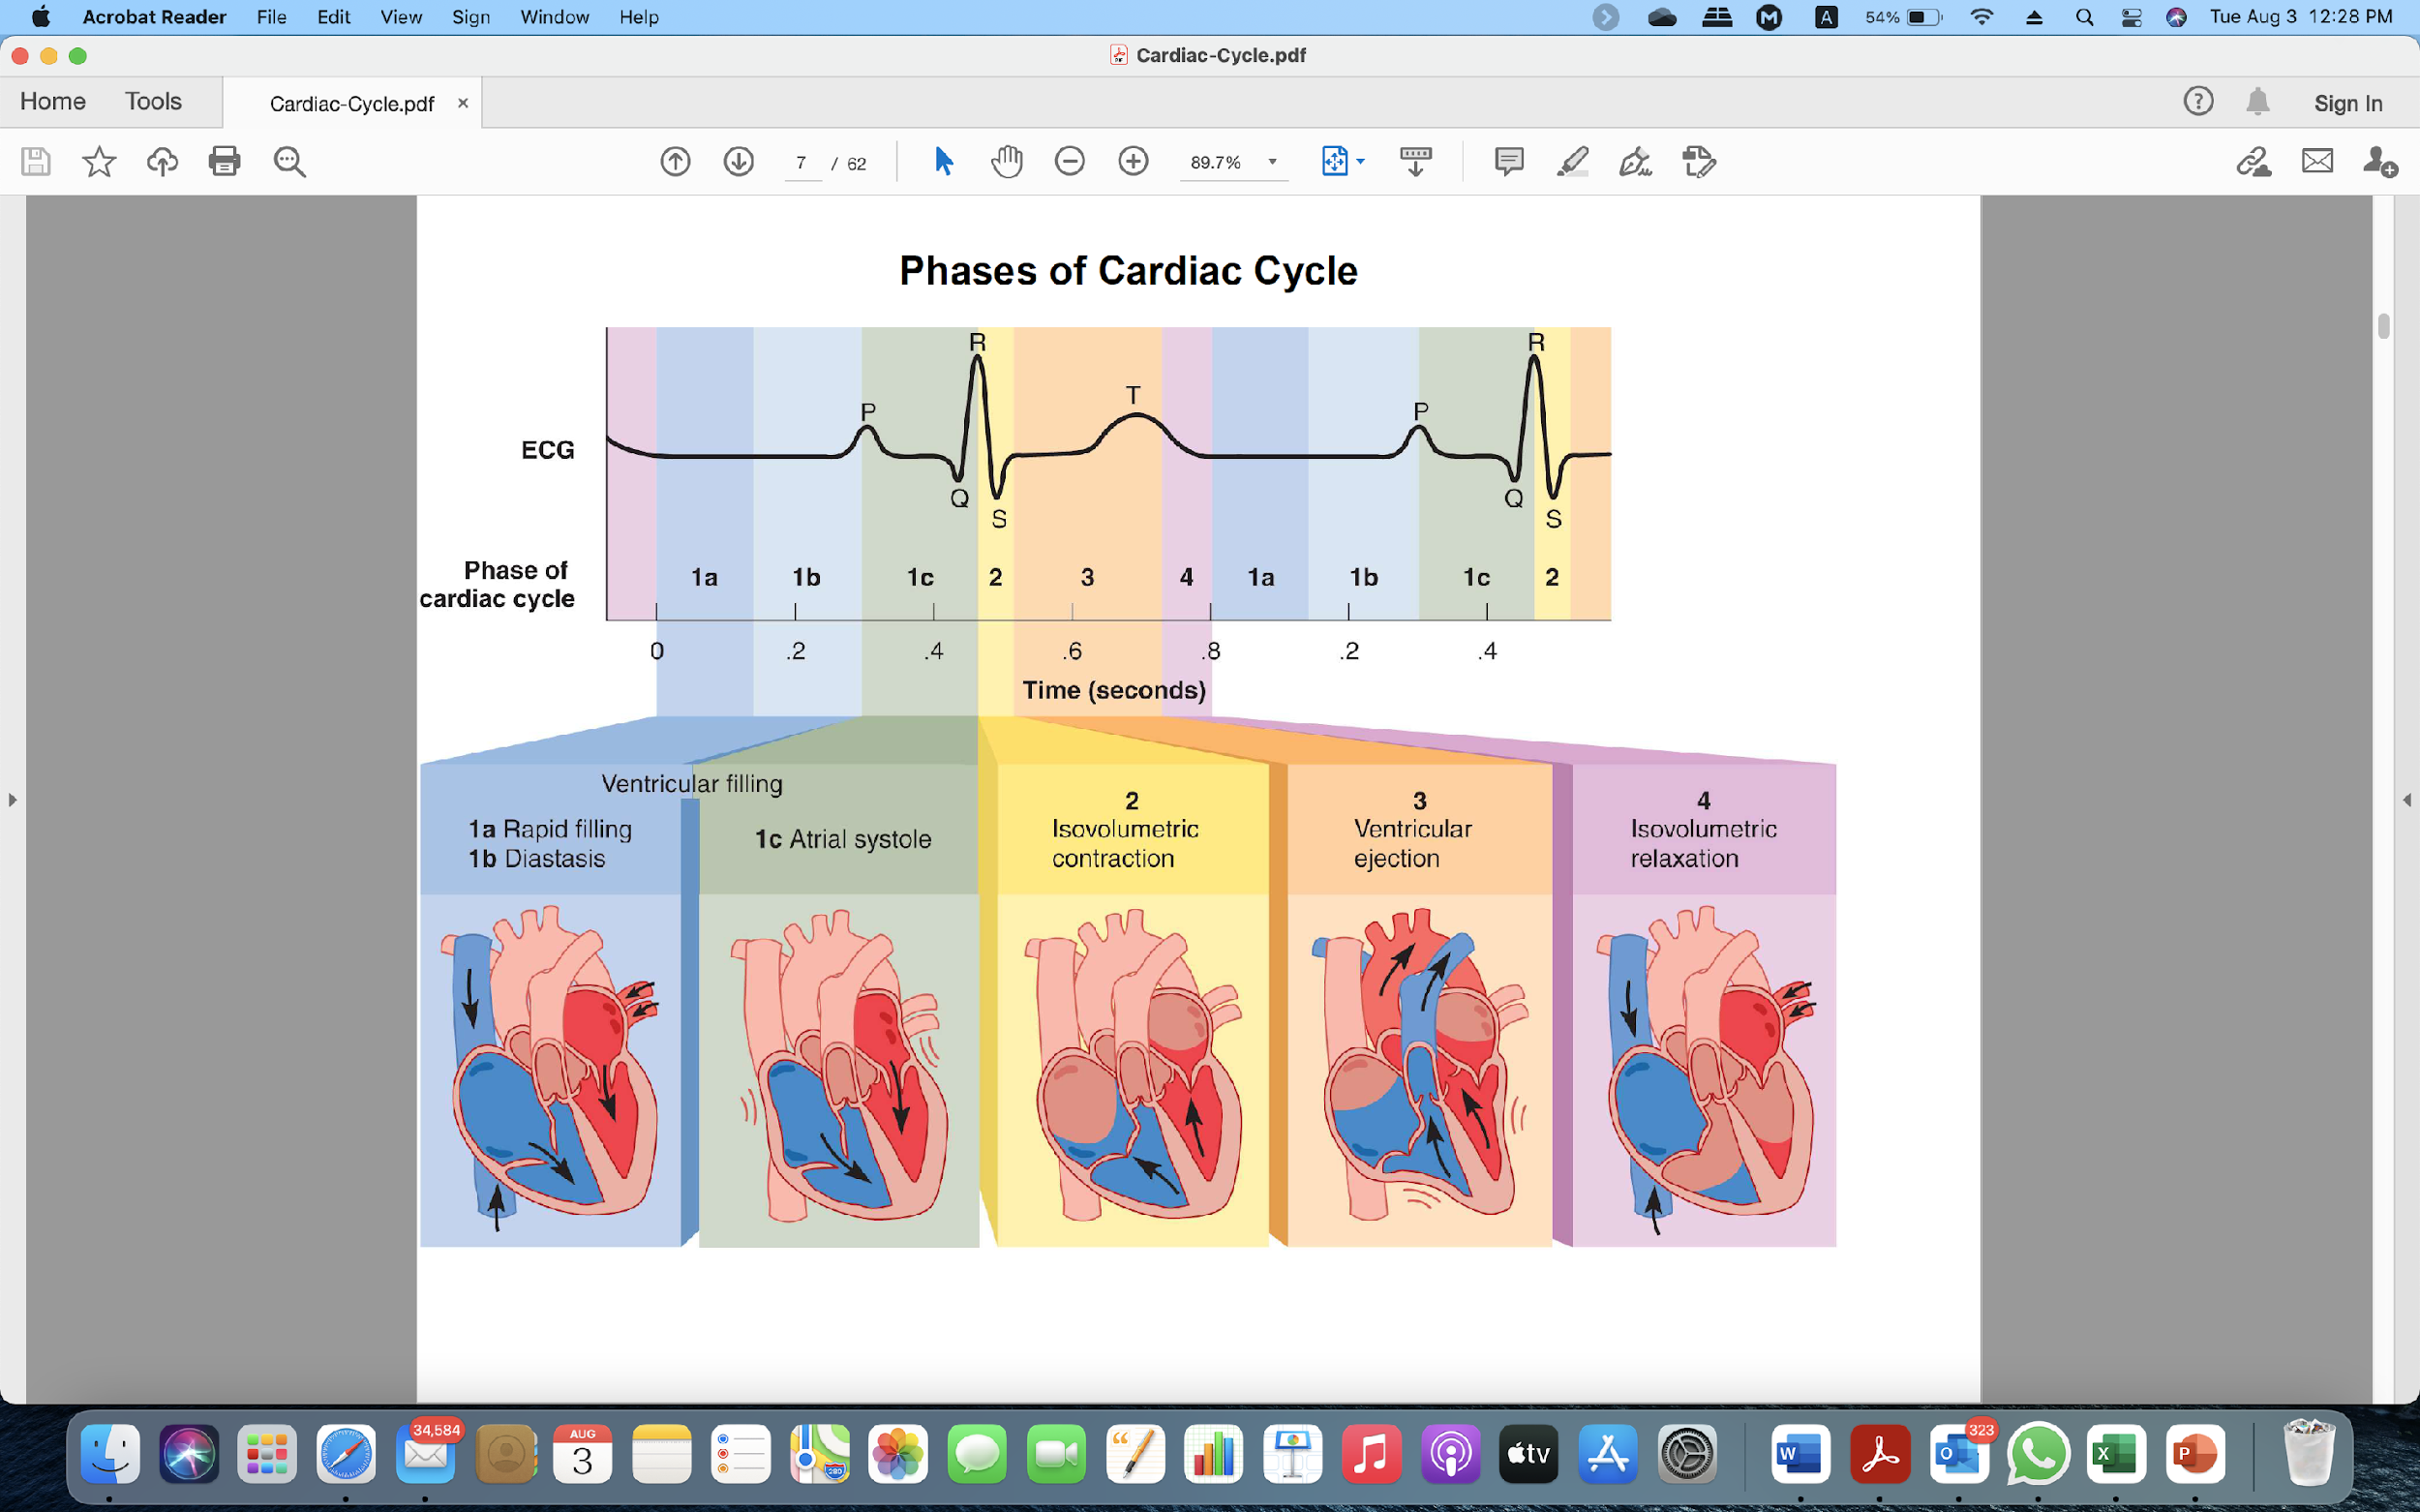 Acrobat Reader File Edit View Sign Window Help M A 54% Tue Aug 3 12:28 PM
Cardiac-Cycle.pdf
Home Tools Cardiac-Cycle.pdf × ? Sign In
7 / 62 89.7%
Phases of Cardiac Cycle
R R
T
P P
ECG
Q Q
S S
Phase of
cardiac cycle
1a 1b 1c 2 3 4 1a 1b 1c 2
0 .2 .4 .6 .8 .2 .4
Time (seconds)
Ventricular filling
1a Rapid filling
1b Diastasis
1c Atrial systole
2
Isovolumetric
contraction
3
Ventricular
ejection
4
Isovolumetric
relaxation
34,584
AUG
3
280
tv
W
O
323
X
P